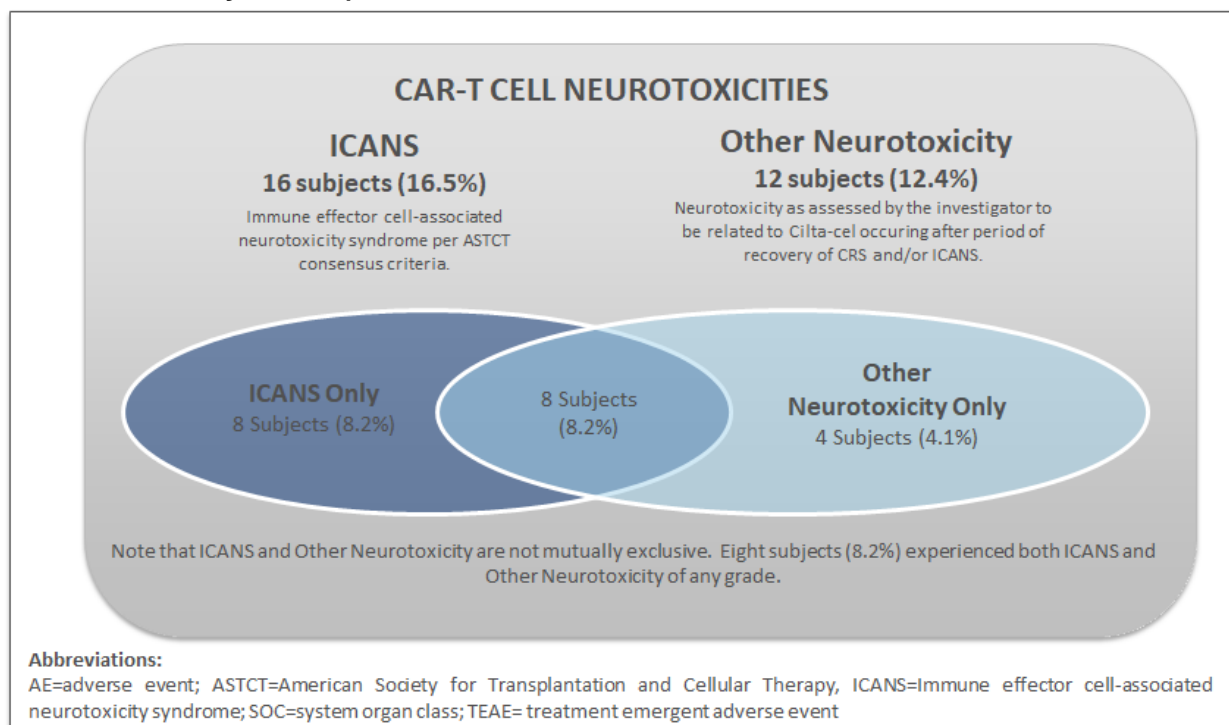 CAR-T CELL NEUROTOXICITIES
ICANS
16 subjects (16.5%)
Immune effector cell-associated
neurotoxicity syndrome per ASTCT
consensus criteria.
Other Neurotoxicity
12 subjects (12.4%)
Neurotoxicity as assessed by the investigator to
be related to Cilta-cel occuring after period of
recovery of CRS and/or ICANS.
ICANS Only
8 Subjects (8.2%)
8 Subjects
(8.2%)
Other
Neurotoxicity Only
4 Subjects (4.1%)
Note that ICANS and Other Neurotoxicity are not mutually exclusive. Eight subjects (8.2%) experienced both ICANS and
Other Neurotoxicity of any grade.
Abbreviations:
AE=adverse event; ASTCT=American Society for Transplantation and Cellular Therapy, ICANS=Immune effector cell-associated
neurotoxicity syndrome; SOC=system organ class; TEAE= treatment emergent adverse event